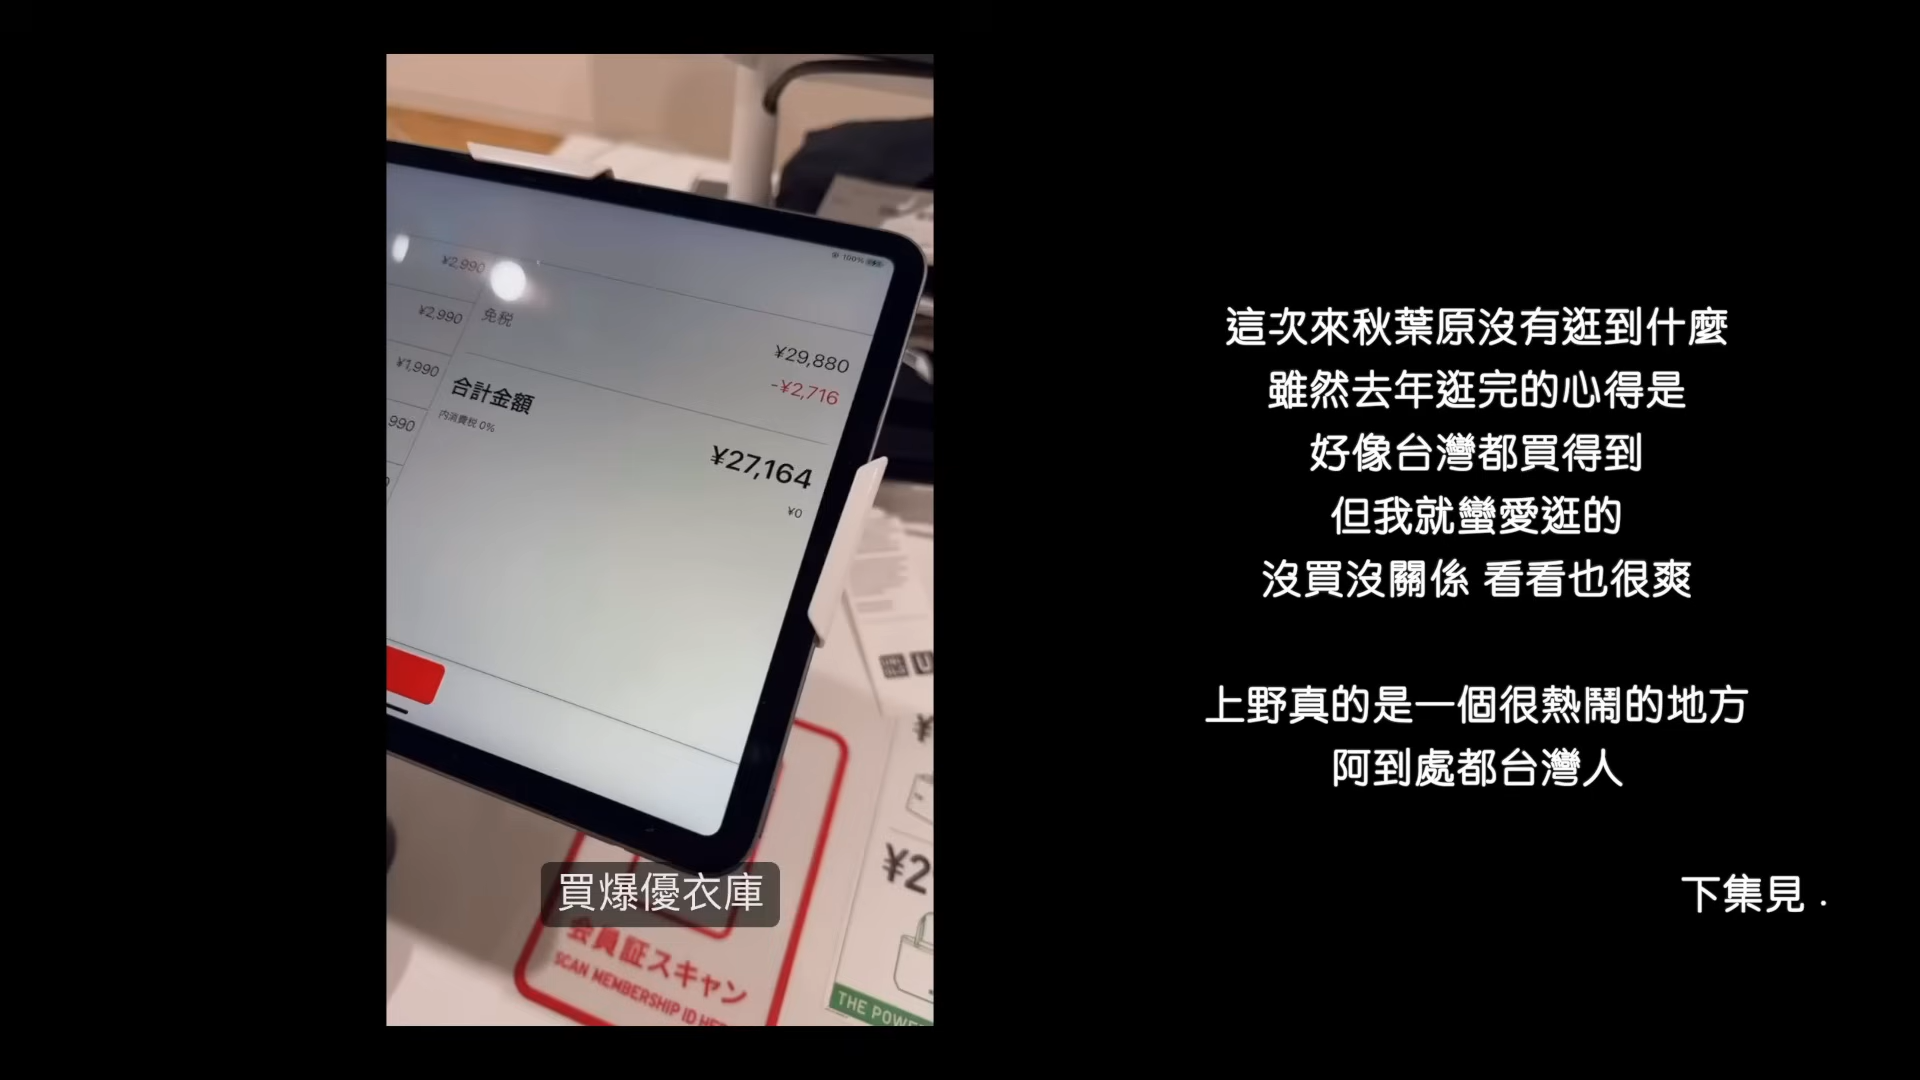 100%
¥2,990
¥2,990
免税
¥29,880
¥1,990
-¥2,716
合計金額
990
内消費税 0%
¥27,164
¥0
買爆優衣庫
会員証スキャン
SCAN MEMBERSHIP ID
¥2
THE POWE
這次來秋葉原沒有逛到什麼
雖然去年逛完的心得是
好像台灣都買得到
但我就蠻愛逛的
沒買沒關係 看看也很爽
上野真的是一個很熱鬧的地方
阿到處都台灣人
下集見 .